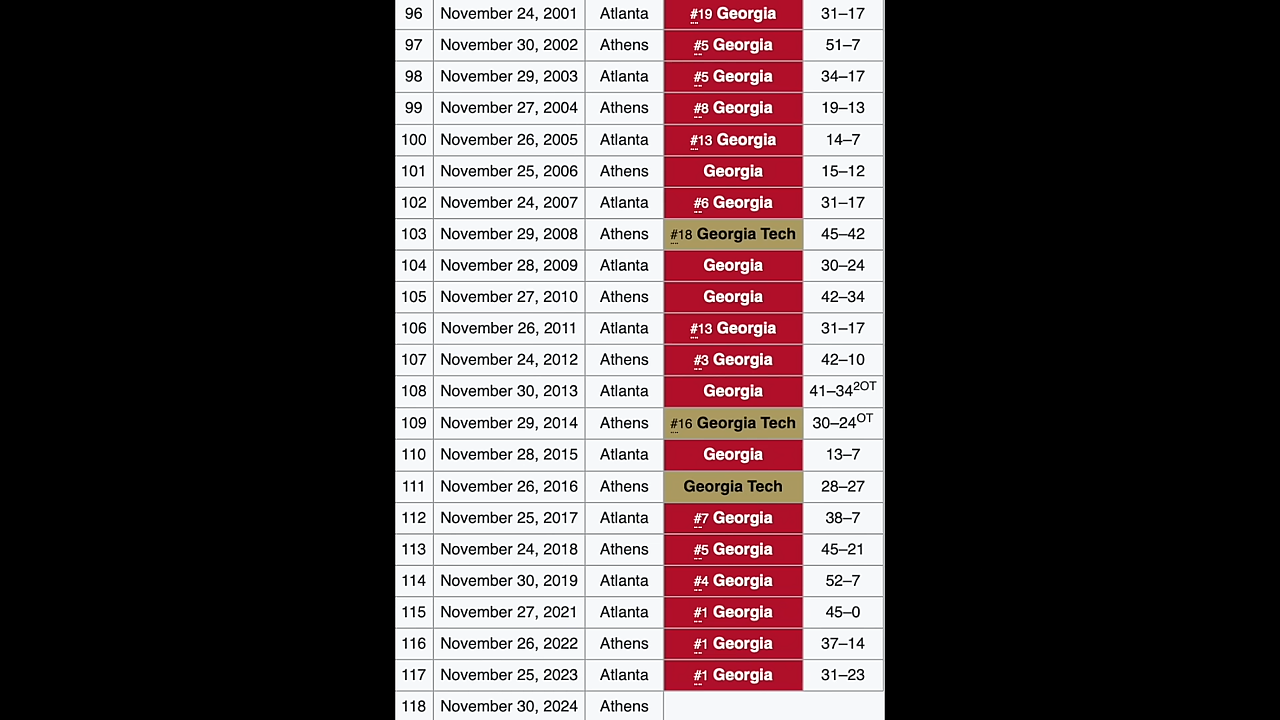 96 November 24, 2001 Atlanta #19 Georgia 31–17
97 November 30, 2002 Athens #5 Georgia 51–7
98 November 29, 2003 Atlanta #5 Georgia 34–17
99 November 27, 2004 Athens #8 Georgia 19–13
100 November 26, 2005 Atlanta #13 Georgia 14–7
101 November 25, 2006 Athens Georgia 15–12
102 November 24, 2007 Atlanta #6 Georgia 31–17
103 November 29, 2008 Athens #18 Georgia Tech 45–42
104 November 28, 2009 Atlanta Georgia 30–24
105 November 27, 2010 Athens Georgia 42–34
106 November 26, 2011 Atlanta #13 Georgia 31–17
107 November 24, 2012 Athens #3 Georgia 42–10
108 November 30, 2013 Atlanta Georgia 41–34 2OT
109 November 29, 2014 Athens #16 Georgia Tech 30–24 OT
110 November 28, 2015 Atlanta Georgia 13–7
111 November 26, 2016 Athens Georgia Tech 28–27
112 November 25, 2017 Atlanta #7 Georgia 38–7
113 November 24, 2018 Athens #5 Georgia 45–21
114 November 30, 2019 Atlanta #4 Georgia 52–7
115 November 27, 2021 Atlanta #1 Georgia 45–0
116 November 26, 2022 Athens #1 Georgia 37–14
117 November 25, 2023 Atlanta #1 Georgia 31–23
118 November 30, 2024 Athens